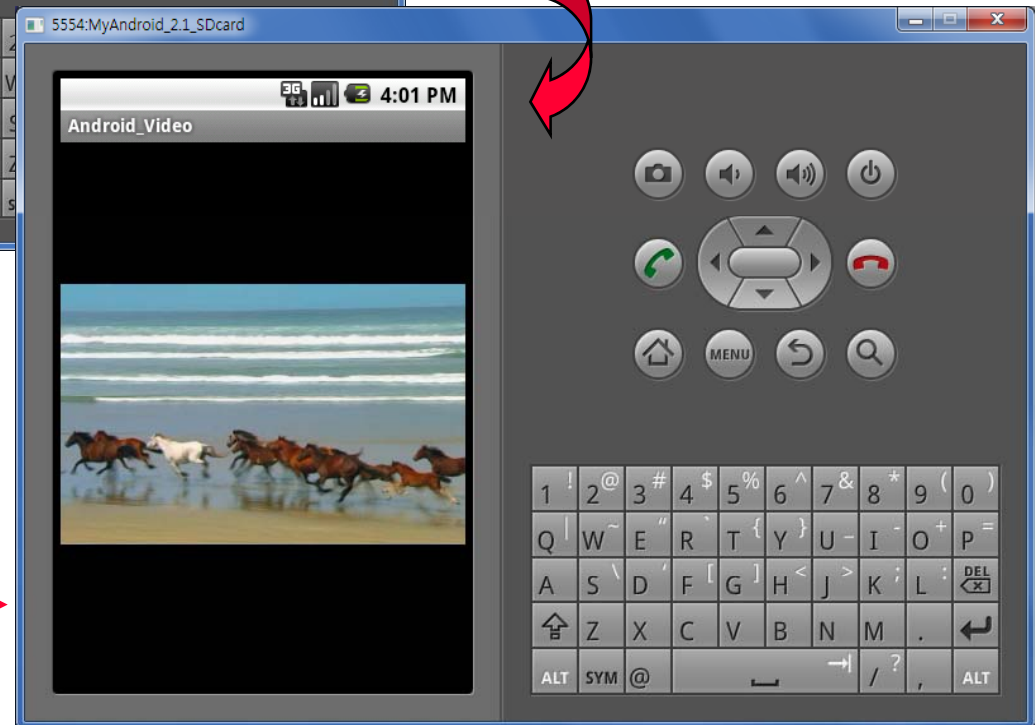 5554:MyAndroid_2.1_SDcard
3G 4:01 PM
Android_Video
MENU
1 ! 2 @ 3 # 4 $ 5 % 6 ^ 7 & 8 * 9 ( 0 )
Q | W ~ E " R ` T { Y } U _ I - O + P =
A S \ D ' F [ G ] H < J > K ; L : DEL
Z X C V B N M .
ALT SYM @ / ? , ALT